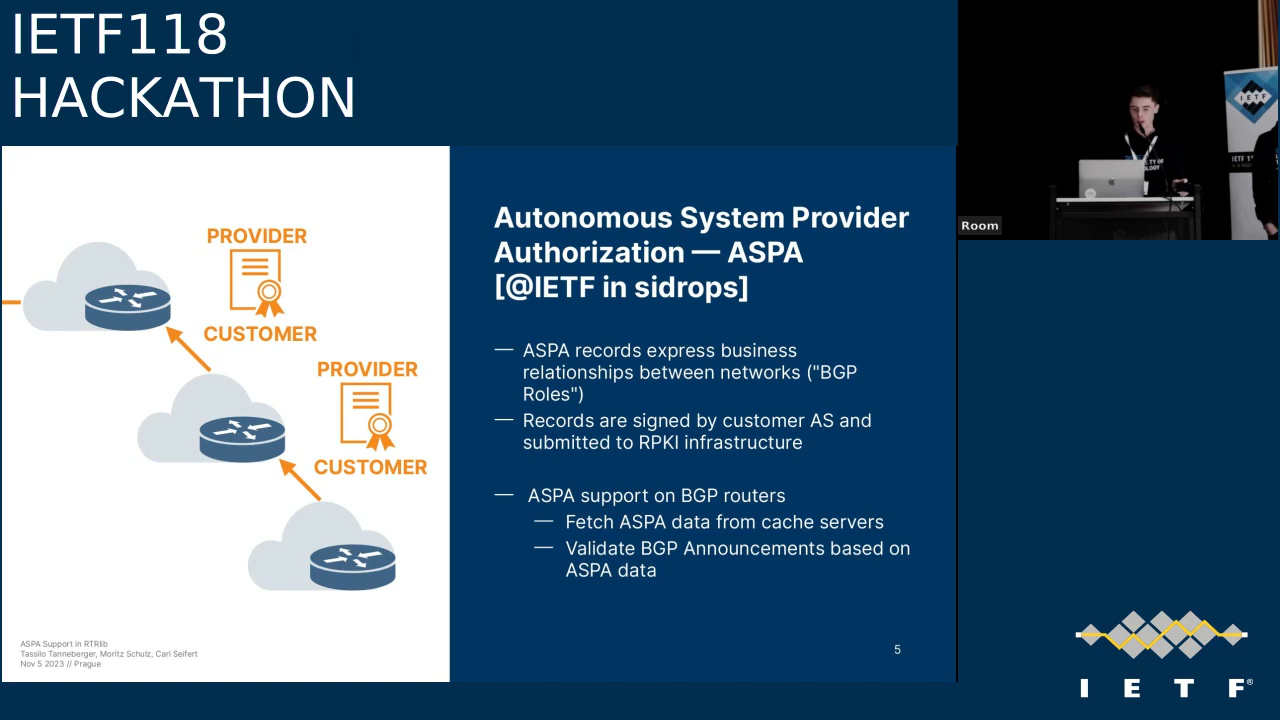 IETF118
HACKATHON
PROVIDER
CUSTOMER
PROVIDER
CUSTOMER
ASPA Support in RTRlib
Tassilo Tanneberger, Moritz Schulz, Carl Seifert
Nov 5 2023 // Prague
Autonomous System Provider
Authorization — ASPA
[@IETF in sidrops]
— ASPA records express business
relationships between networks ("BGP
Roles")
— Records are signed by customer AS and
submitted to RPKI infrastructure
— ASPA support on BGP routers
— Fetch ASPA data from cache servers
— Validate BGP Announcements based on
ASPA data
5
IETF
Room
I E T F®